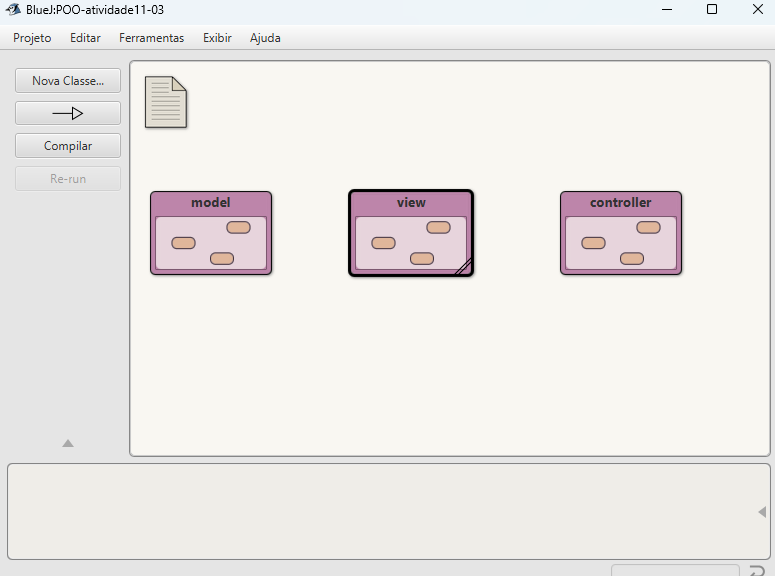 BlueJ:POO-atividade11-03
Projeto Editar Ferramentas Exibir Ajuda
Nova Classe...
Compilar
Re-run
model view controller